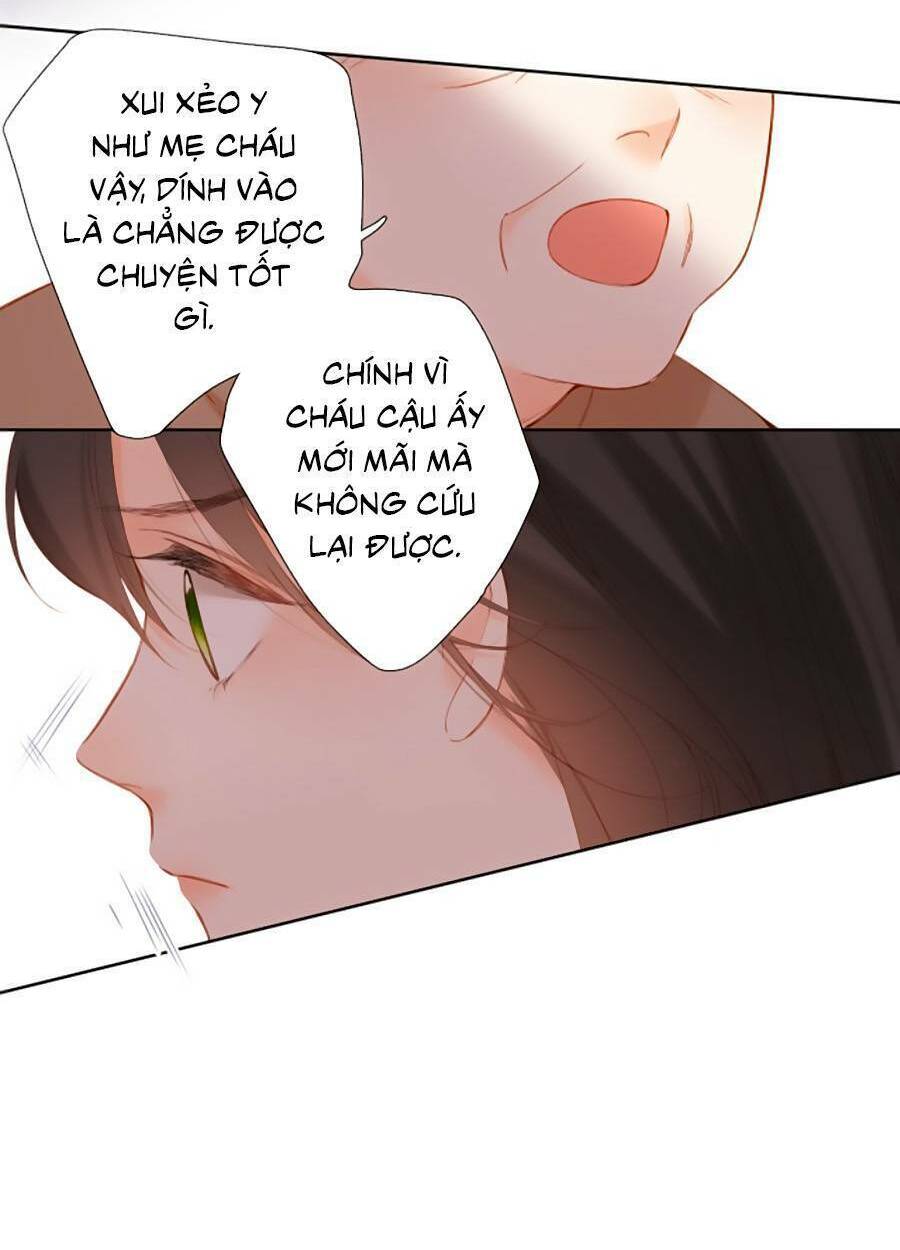 XUI XẺO Y
NHƯ MẸ CHÁU
VẬY, DÍNH VÀO
LÀ CHẲNG ĐƯỢC
CHUYỆN TỐT
GÌ.
CHÍNH VÌ
CHÁU CẬU ẤY
MỚI MÃI MÀ
KHÔNG CỨU
LẠI ĐƯỢC.